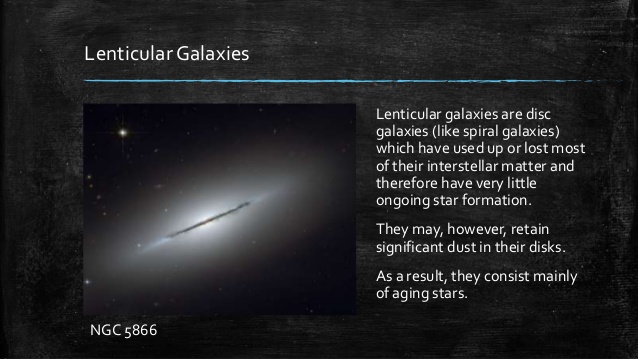 Lenticular Galaxies
Lenticular galaxies are disc
galaxies (like spiral galaxies)
which have used up or lost most
of their interstellar matter and
therefore have very little
ongoing star formation.
They may, however, retain
significant dust in their disks.
As a result, they consist mainly
of aging stars.
NGC 5866